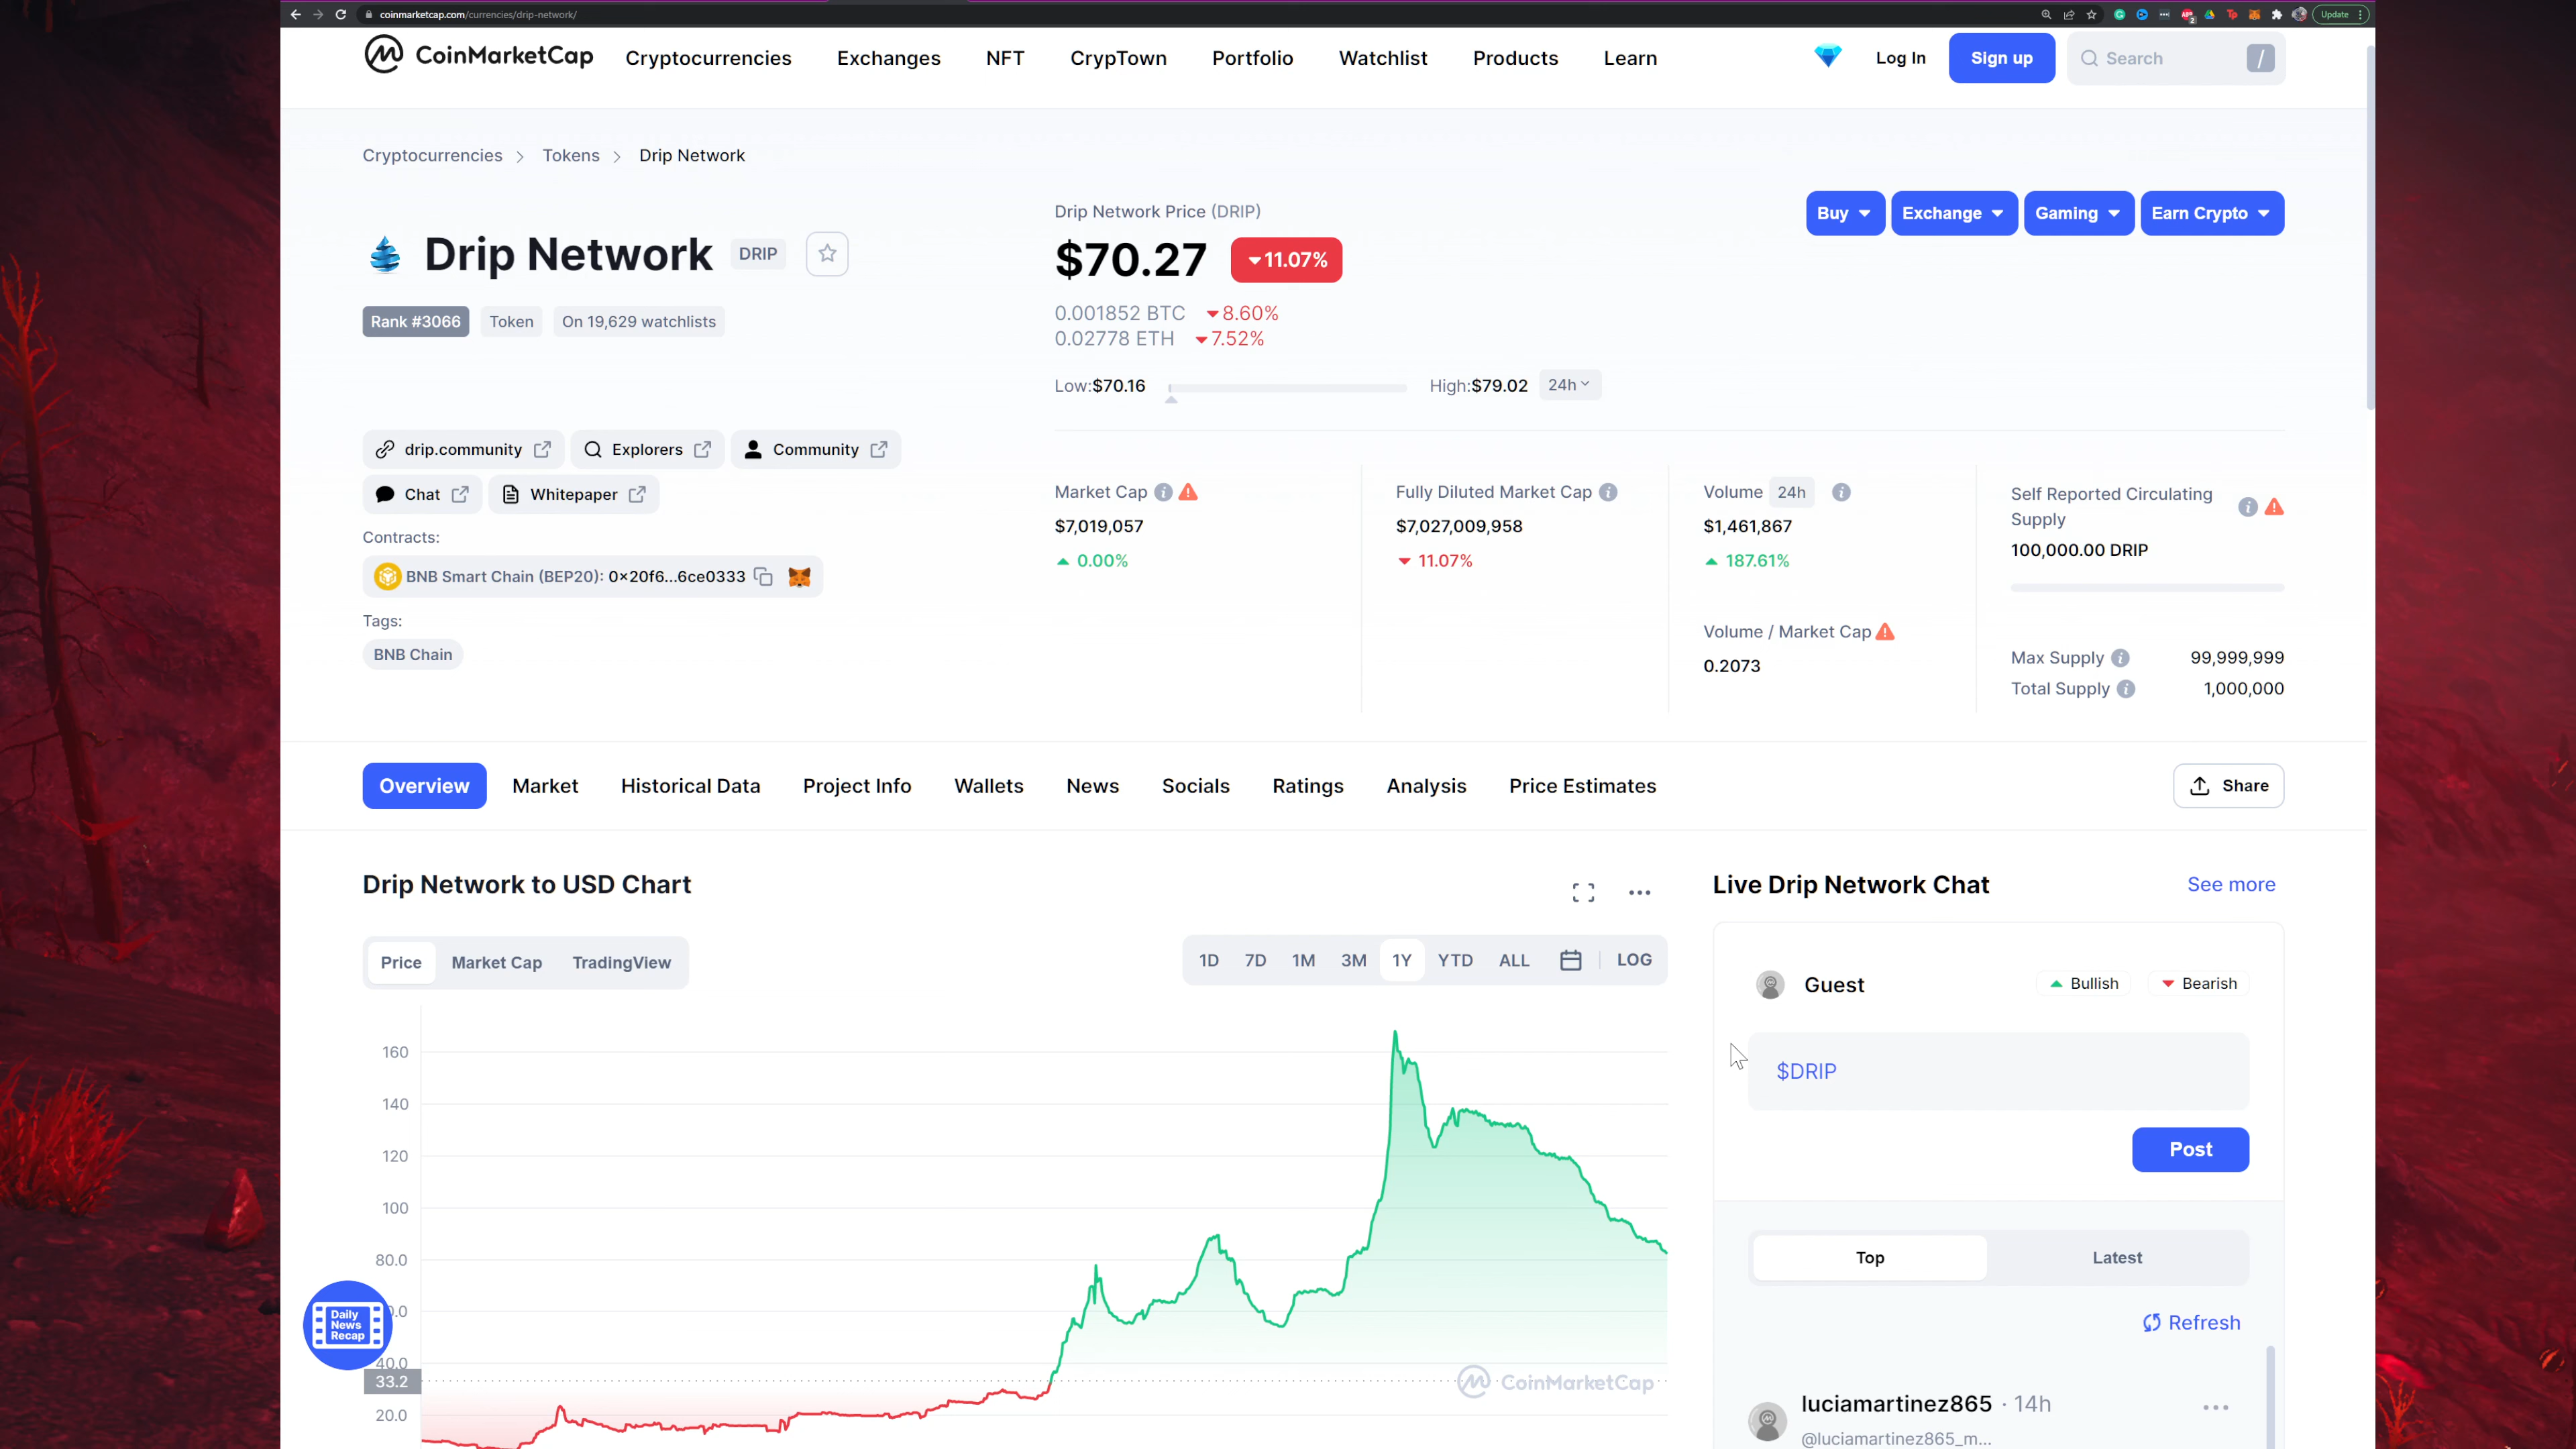 coinmarketcap.com/currencies/drip-network/
Update
CoinMarketCap
Cryptocurrencies
Exchanges
NFT
CrypTown
Portfolio
Watchlist
Products
Learn
Log In
Sign up
Search
/
Cryptocurrencies > Tokens > Drip Network
Drip Network
DRIP
Rank #3066
Token
On 19,629 watchlists
drip.community
Explorers
Community
Chat
Whitepaper
Contracts:
BNB Smart Chain (BEP20): 0x20f6...6ce0333
Tags:
BNB Chain
Drip Network Price (DRIP)
$70.27
11.07%
0.001852 BTC 8.60%
0.02778 ETH 7.52%
Low:$70.16
High:$79.02
24h
Buy
Exchange
Gaming
Earn Crypto
Market Cap
$7,019,057
0.00%
Fully Diluted Market Cap
$7,027,009,958
11.07%
Volume 24h
$1,461,867
187.61%
Volume / Market Cap
0.2073
Self Reported Circulating
Supply
100,000.00 DRIP
Max Supply 99,999,999
Total Supply 1,000,000
Overview
Market
Historical Data
Project Info
Wallets
News
Socials
Ratings
Analysis
Price Estimates
Share
Drip Network to USD Chart
Price
Market Cap
TradingView
1D
7D
1M
3M
1Y
YTD
ALL
LOG
160
140
120
100
80.0
40.0
33.2
20.0
Daily
News
Recap
CoinMarketCap
Live Drip Network Chat
See more
Guest
Bullish
Bearish
$DRIP
Post
Top
Latest
Refresh
luciamartinez865 · 14h
@luciamartinez865_m...